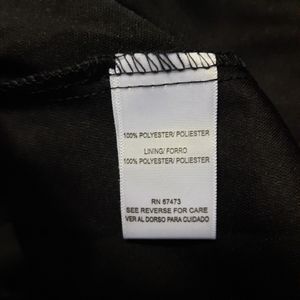 100% POLYESTER/ POLIESTER
LINING/ FORRO
100% POLYESTER/ POLIESTER
RN 67473
SEE REVERSE FOR CARE
VER AL DORSO PARA CUIDADO